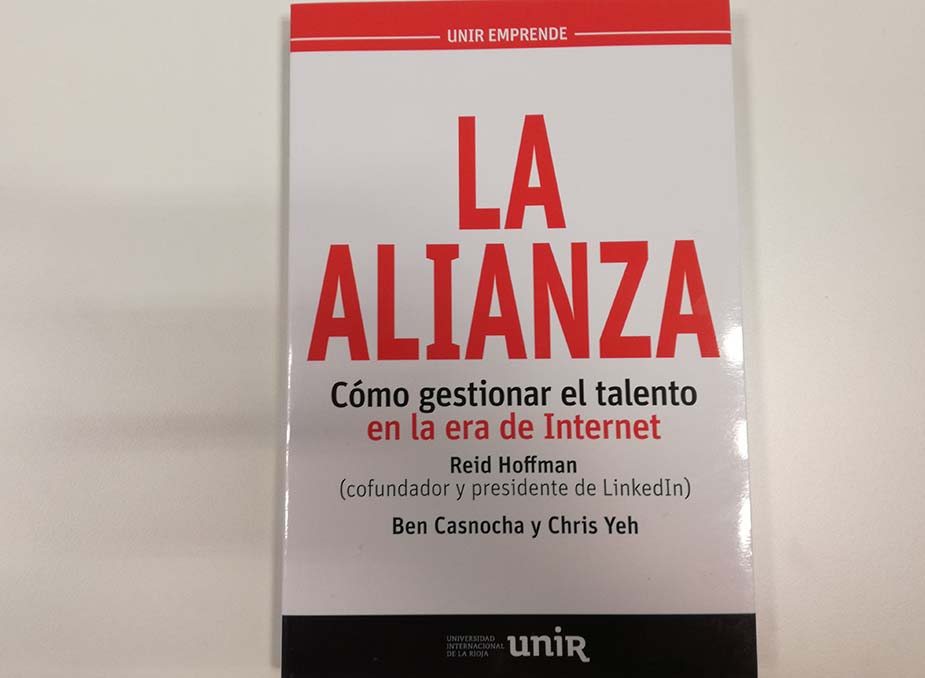 UNIR EMPRENDE
LA
ALIANZA
Cómo gestionar el talento
en la era de Internet
Reid Hoffman
(cofundador y presidente de LinkedIn)
Ben Casnocha y Chris Yeh
UNIVERSIDAD
INTERNACIONAL
DE LA RIOJA
unir